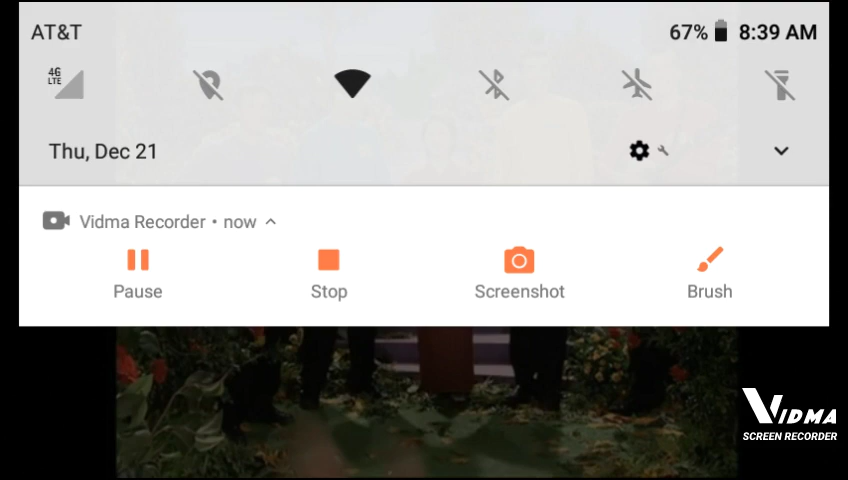 AT&T 67% 8:39 AM
4G
LTE
Thu, Dec 21
Vidma Recorder • now
Pause Stop Screenshot Brush
VIDMA
SCREEN RECORDER